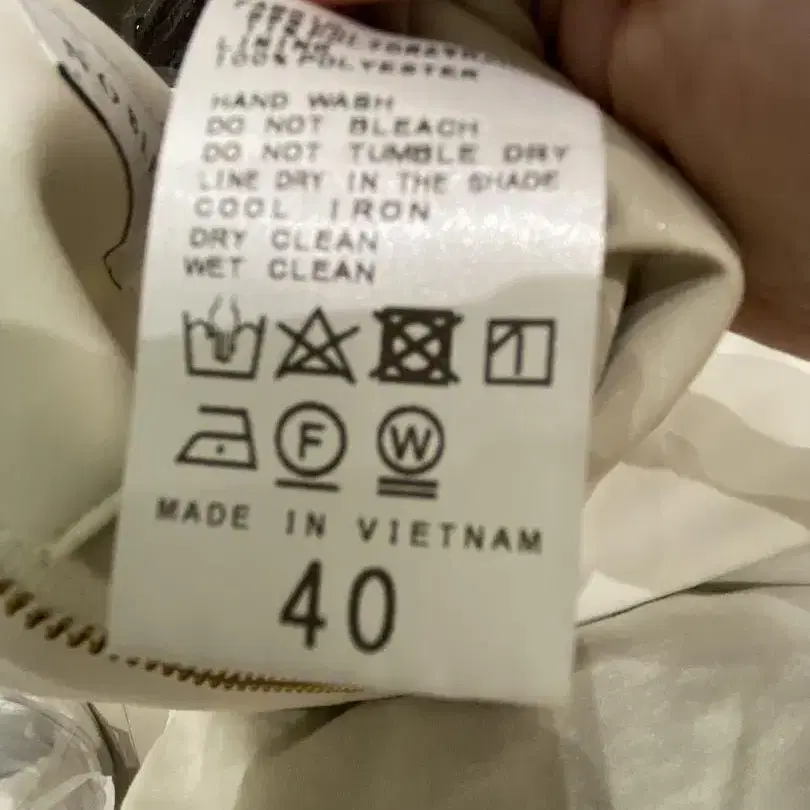 LINING
100% POLYESTER
HAND WASH
DO NOT BLEACH
DO NOT TUMBLE DRY
LINE DRY IN THE SHADE
COOL IRON
DRY CLEAN
WET CLEAN
F W
MADE IN VIETNAM
40